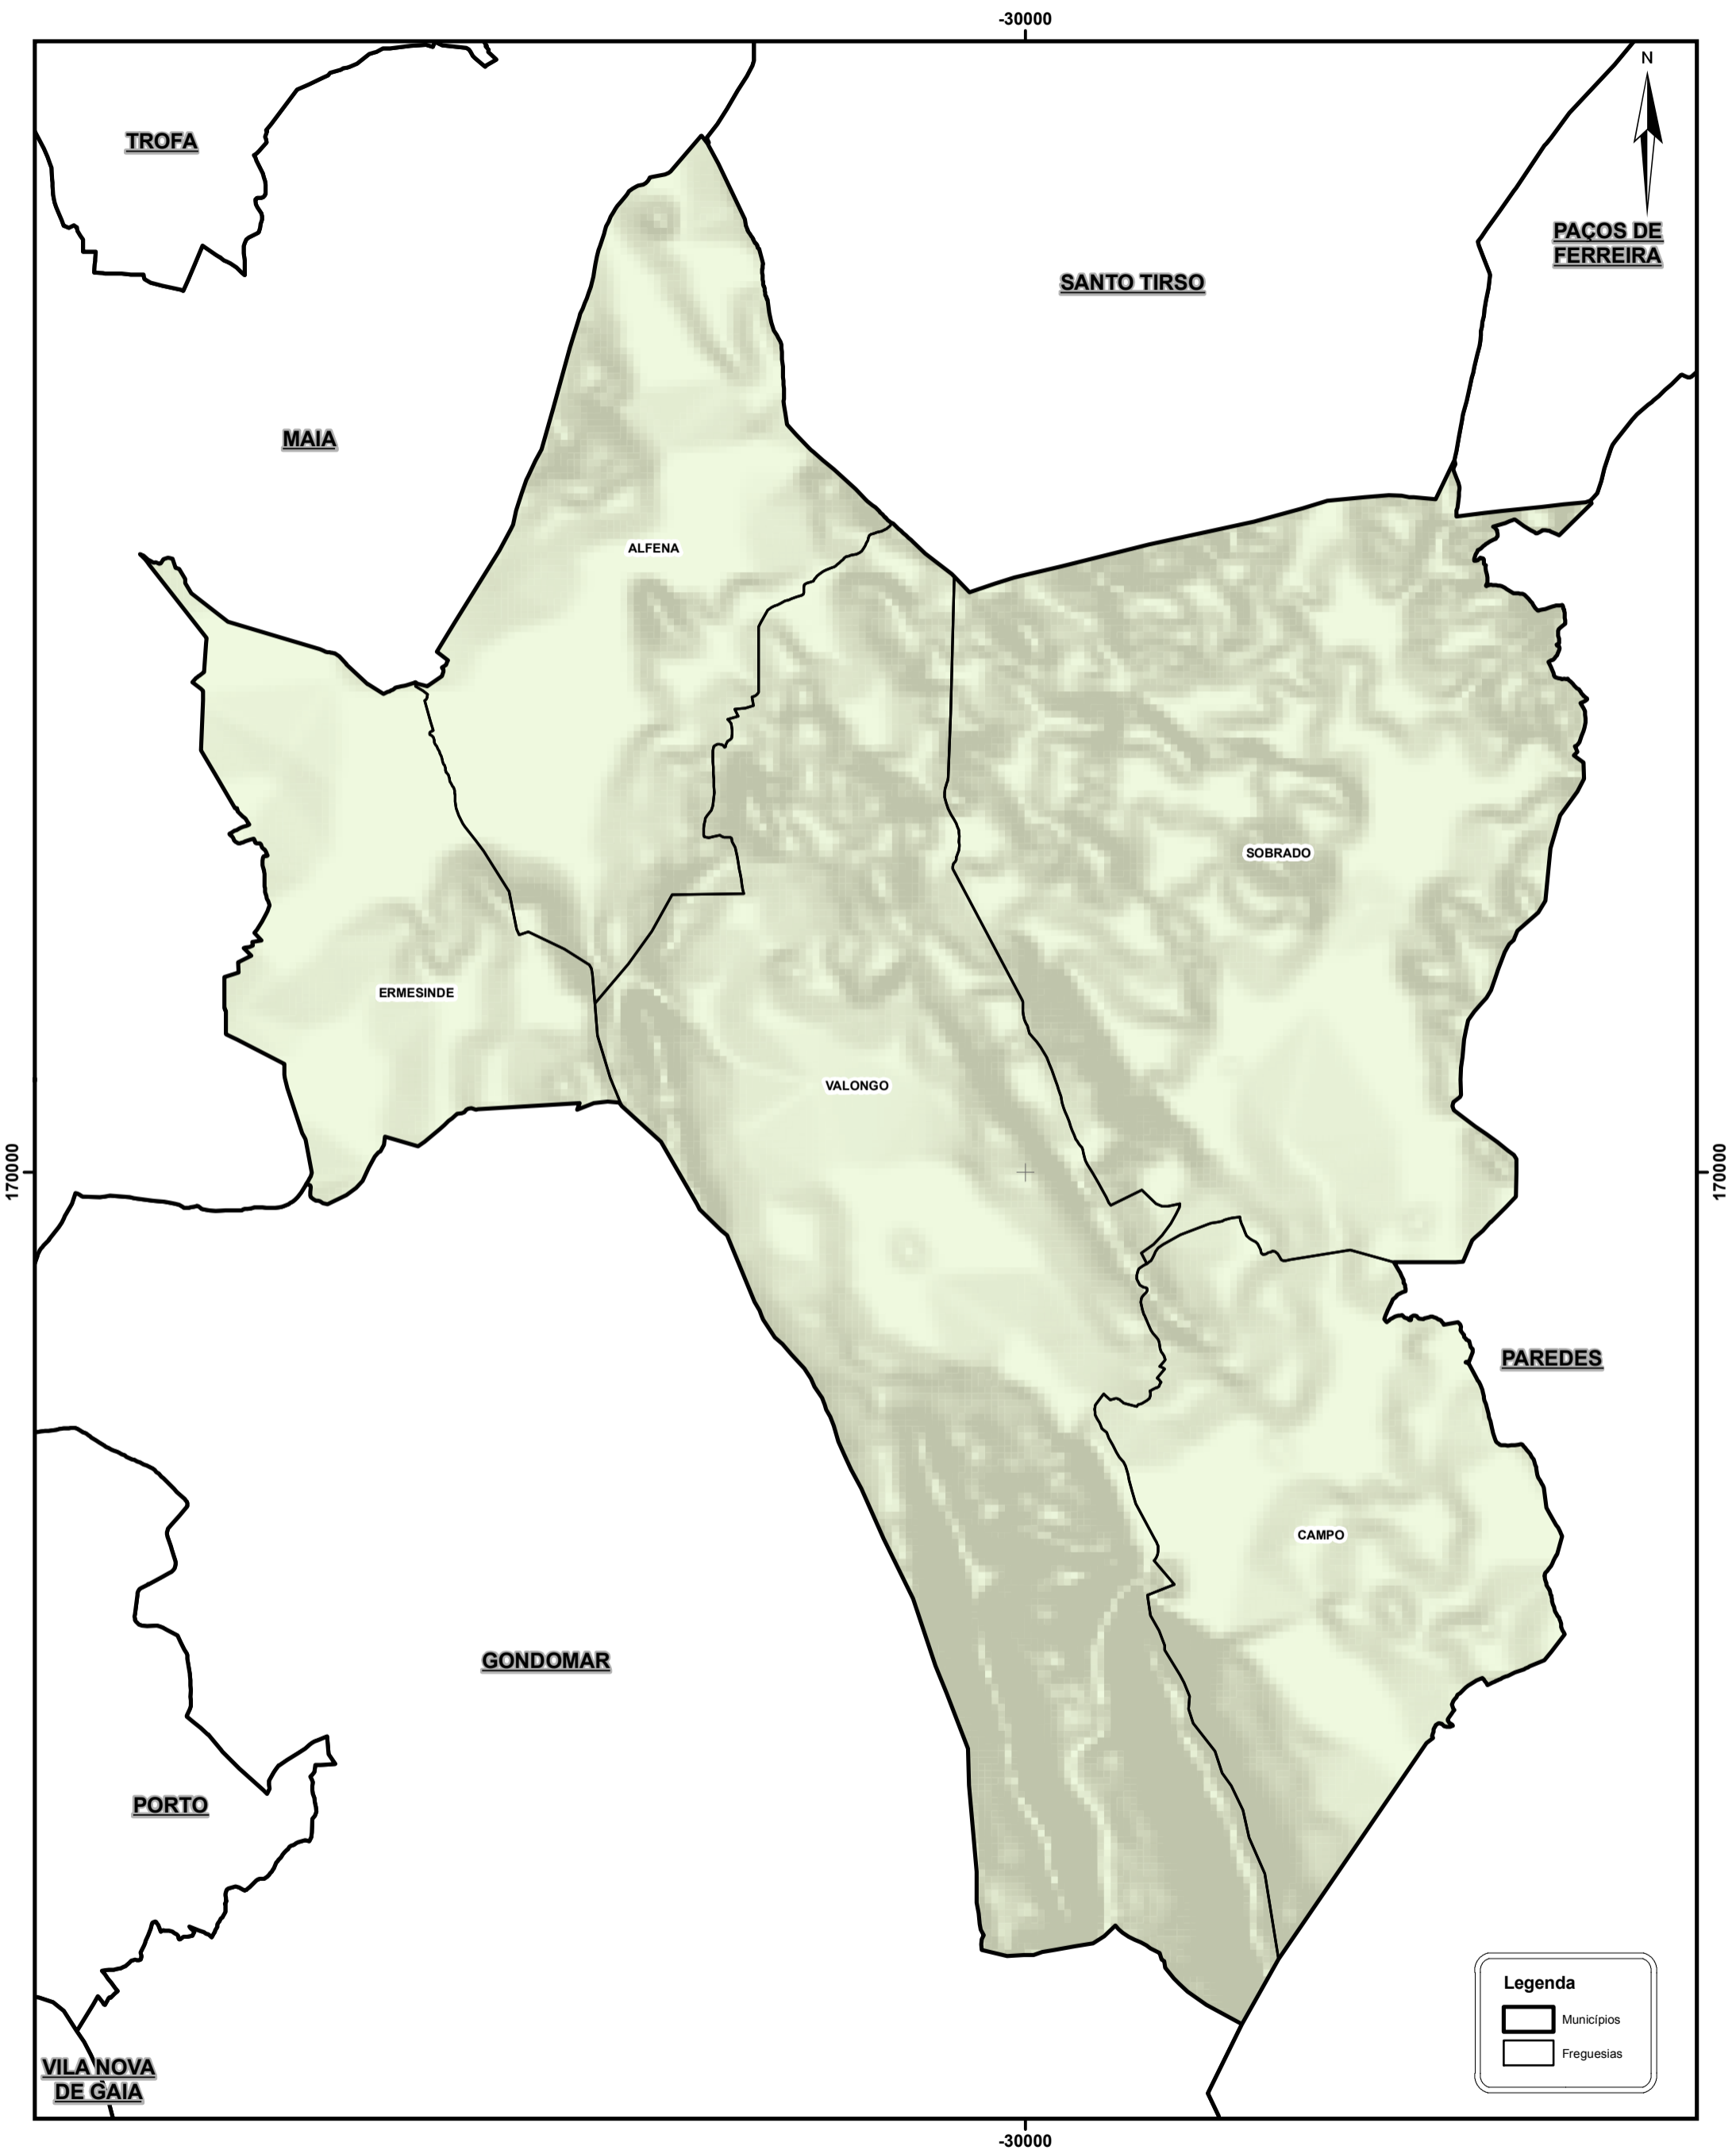 -30000
N
TROFA
PAÇOS DE
FERREIRA
SANTO TIRSO
MAIA
ALFENA
SOBRADO
ERMESINDE
VALONGO
170000
170000
PAREDES
CAMPO
GONDOMAR
PORTO
Legenda
Municípios
Freguesias
VILA NOVA
DE GAIA
-30000